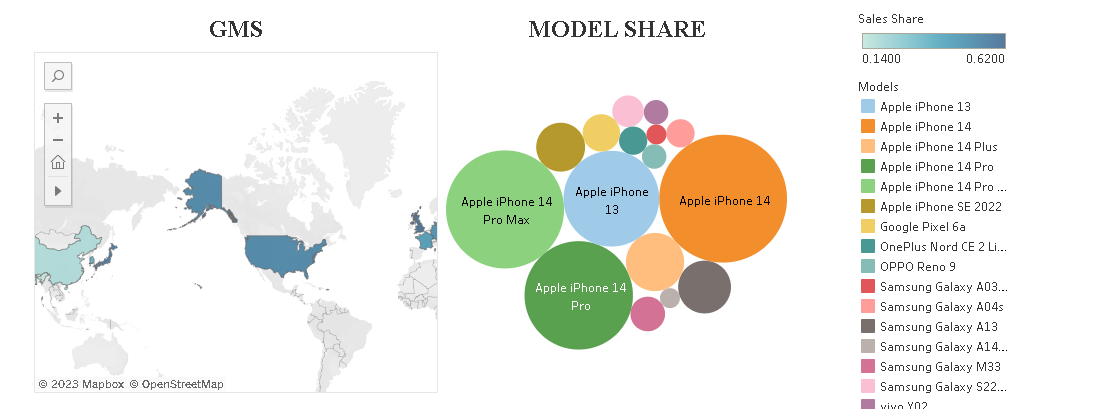 GMS
MODEL SHARE
© 2023 Mapbox © OpenStreetMap
Apple iPhone 14
Pro Max
Apple iPhone
13
Apple iPhone 14
Apple iPhone 14
Pro
Sales Share
0.1400 0.6200
Models
Apple iPhone 13
Apple iPhone 14
Apple iPhone 14 Plus
Apple iPhone 14 Pro
Apple iPhone 14 Pro ...
Apple iPhone SE 2022
Google Pixel 6a
OnePlus Nord CE 2 Li...
OPPO Reno 9
Samsung Galaxy A03...
Samsung Galaxy A04s
Samsung Galaxy A13
Samsung Galaxy A14...
Samsung Galaxy M33
Samsung Galaxy S22...
vivo Y02